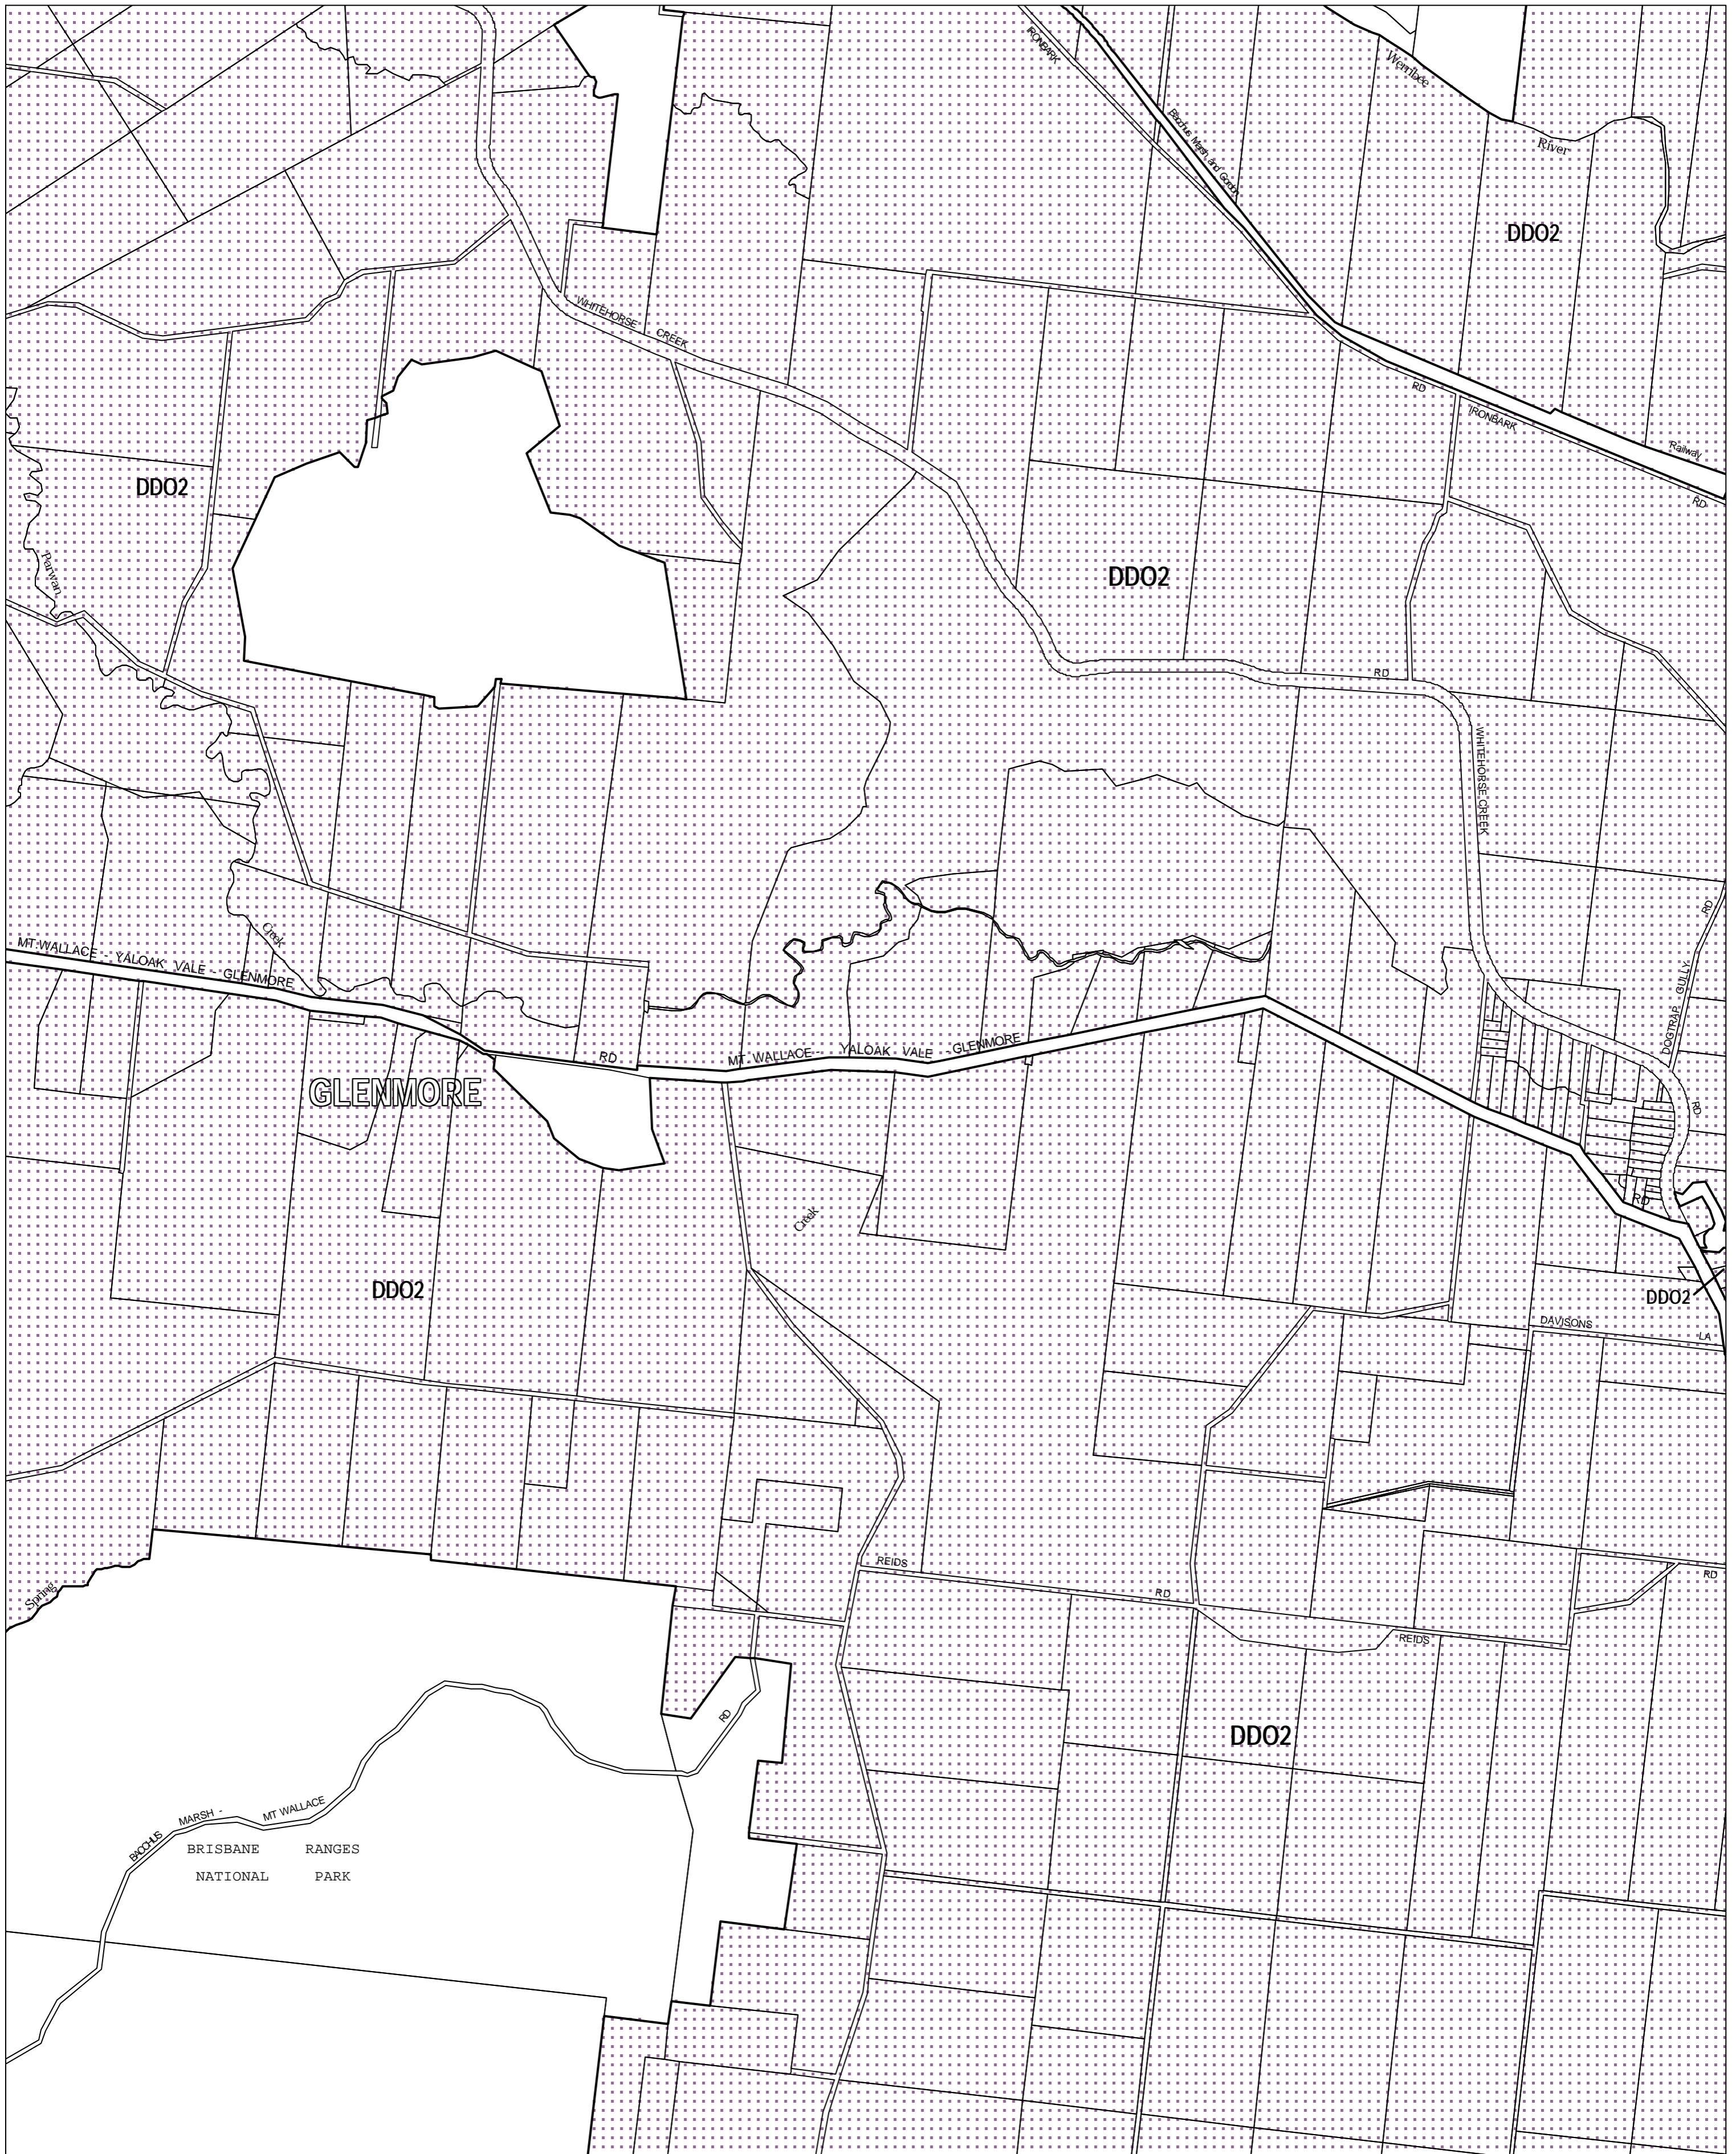 IRONBARK
Werribee
River
Bacchus Marsh and Gordon
DDO2
WHITEHORSE CREEK
RD
IRONBARK
Railway
RD
DDO2
Parwan
DDO2
RD
WHITEHORSE CREEK
RD
Creek
MT.WALLACE - YALOAK VALE - GLENMORE
DOGTRAP GULLY
RD
MT. WALLACE - YALOAK VALE - GLENMORE
GLENMORE
RD
RD
Creek
DDO2
DDO2
DAVISONS
LA
REIDS
RD
RD
Spring
REIDS
RD
DDO2
BACCHUS MARSH - MT WALLACE
BRISBANE RANGES
NATIONAL PARK